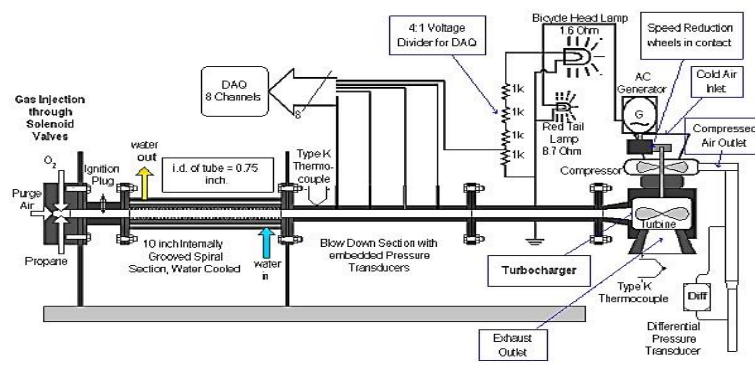 4:1 Voltage
Divider for DAQ
Bicycle Head Lamp
1.6 Ohm
Speed Reduction
wheels in contact
AC
Generator
Cold Air
Inlet
DAQ
8 Channels
8
1k
1k
1k
1k
G
Red Tail
Lamp
8.7 Ohm
Compressed
Air Outlet
Compressor
Gas Injection
through
Solenoid
Valves
O2
Ignition
Plug
water
out
i.d. of tube = 0.75
inch.
Type K
Thermo-
couple
Purge
Air
Propane
10 inch Internally
Grooved Spiral
Section, Water Cooled
water
in
Blow Down Section with
embedded Pressure
Transducers
Turbine
Turbocharger
Type K
Thermocouple
Diff
Exhaust
Outlet
Differential
Pressure
Transducer